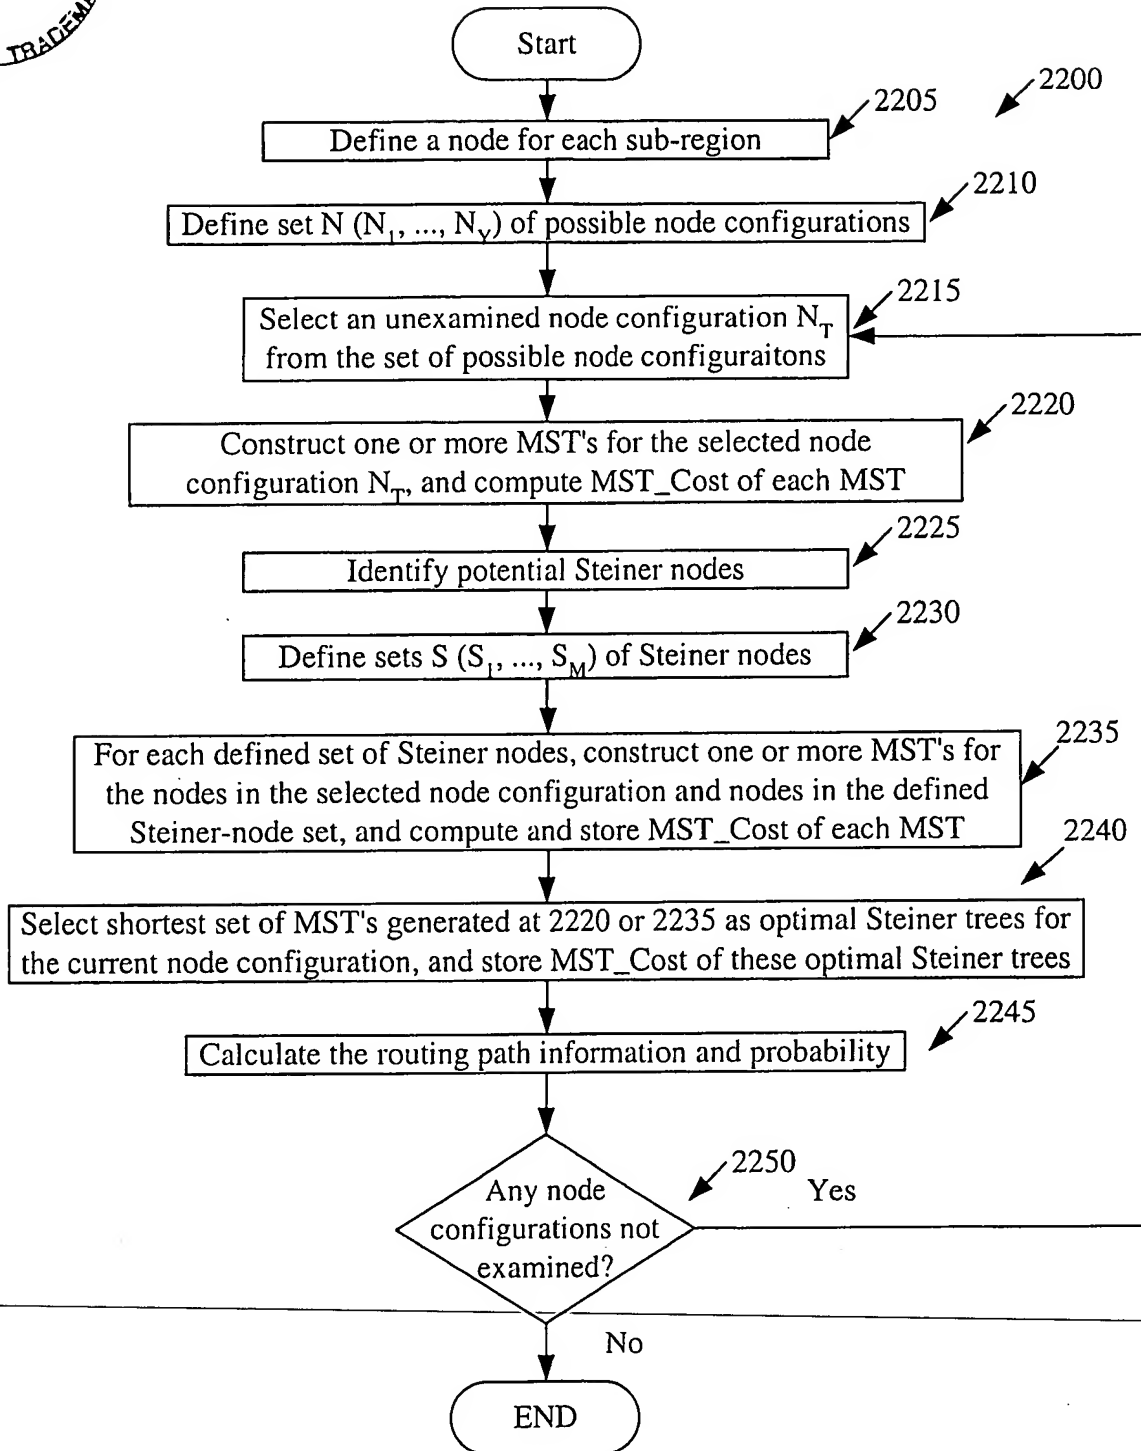 TRADEM
Start
2200
2205
Define a node for each sub-region
2210
Define set N (N1, ..., NY) of possible node configurations
2215
Select an unexamined node configuration NT
from the set of possible node configuraitons
2220
Construct one or more MST's for the selected node
configuration NT, and compute MST_Cost of each MST
2225
Identify potential Steiner nodes
2230
Define sets S (S1, ..., SM) of Steiner nodes
2235
For each defined set of Steiner nodes, construct one or more MST's for
the nodes in the selected node configuration and nodes in the defined
Steiner-node set, and compute and store MST_Cost of each MST
2240
Select shortest set of MST's generated at 2220 or 2235 as optimal Steiner trees for
the current node configuration, and store MST_Cost of these optimal Steiner trees
2245
Calculate the routing path information and probability
2250
Any node
configurations not
examined?
Yes
No
END